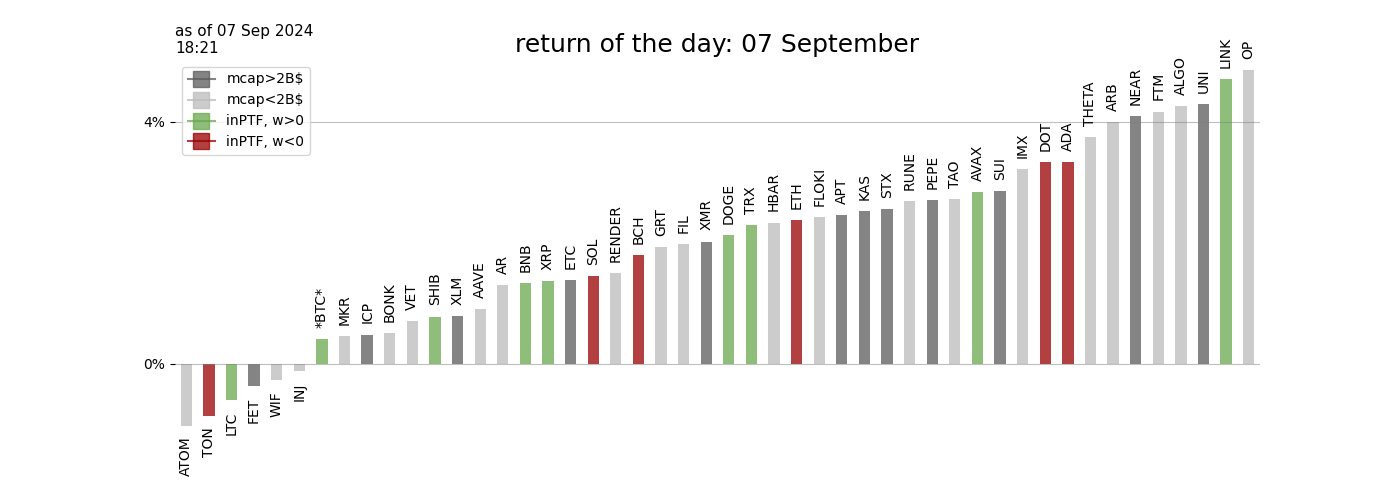 as of 07 Sep 2024
18:21
return of the day: 07 September
mcap>2B$
mcap<2B$
inPTF, w>0
inPTF, w<0
4%
0%
ATOM
TON
LTC
FET
WIF
INJ
*BTC*
MKR
ICP
BONK
VET
SHIB
XLM
AAVE
AR
BNB
XRP
ETC
SOL
RENDER
BCH
GRT
FIL
XMR
DOGE
TRX
HBAR
ETH
FLOKI
APT
KAS
STX
RUNE
PEPE
TAO
AVAX
SUI
IMX
DOT
ADA
THETA
ARB
NEAR
FTM
ALGO
UNI
LINK
OP